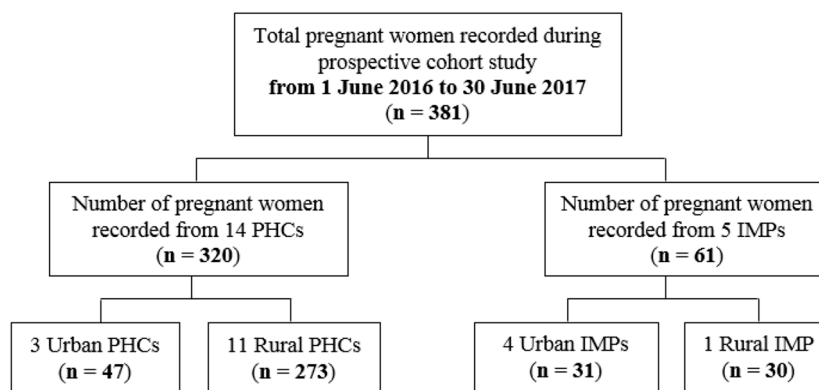 Total pregnant women recorded during
prospective cohort study
from 1 June 2016 to 30 June 2017
(n = 381)
Number of pregnant women
recorded from 14 PHCs
(n = 320)
Number of pregnant women
recorded from 5 IMPs
(n = 61)
3 Urban PHCs
(n = 47)
11 Rural PHCs
(n = 273)
4 Urban IMPs
(n = 31)
1 Rural IMP
(n = 30)